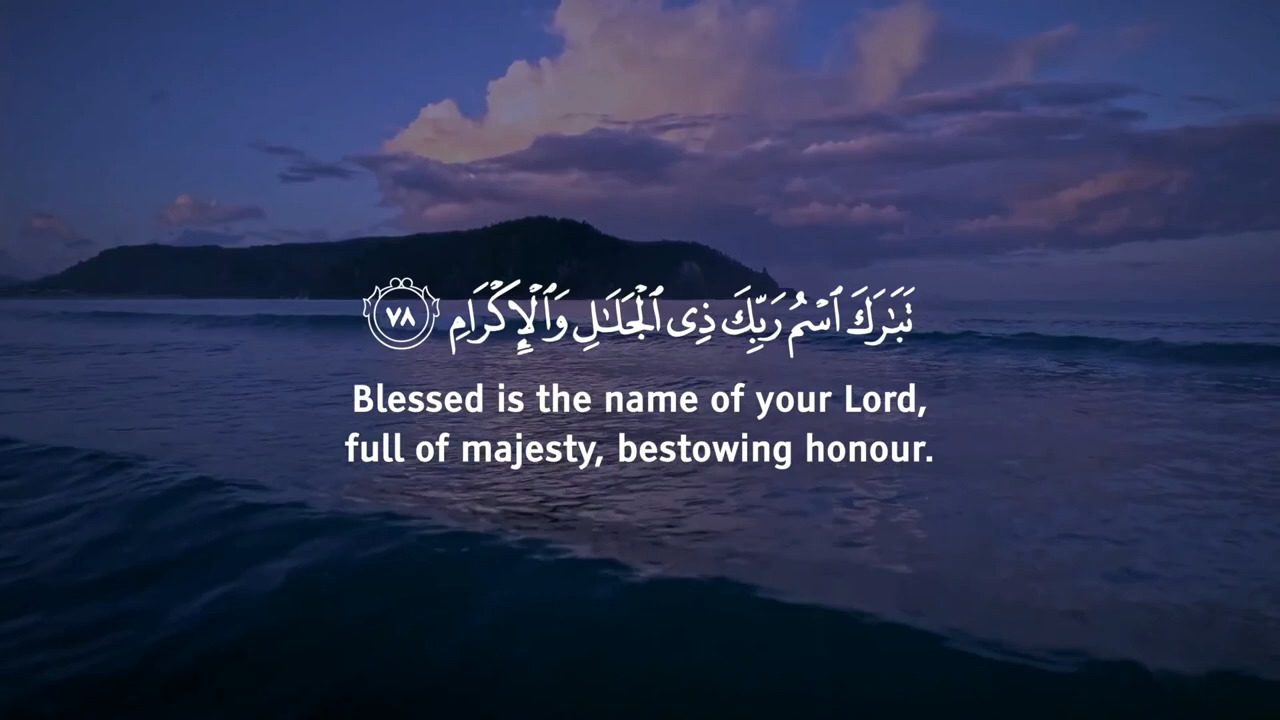 تَبَـٰرَكَ ٱسْمُ رَبِّكَ ذِى ٱلْجَلَـٰلِ وَٱلْإِكْرَامِ ٧٨
Blessed is the name of your Lord,
full of majesty, bestowing honour.